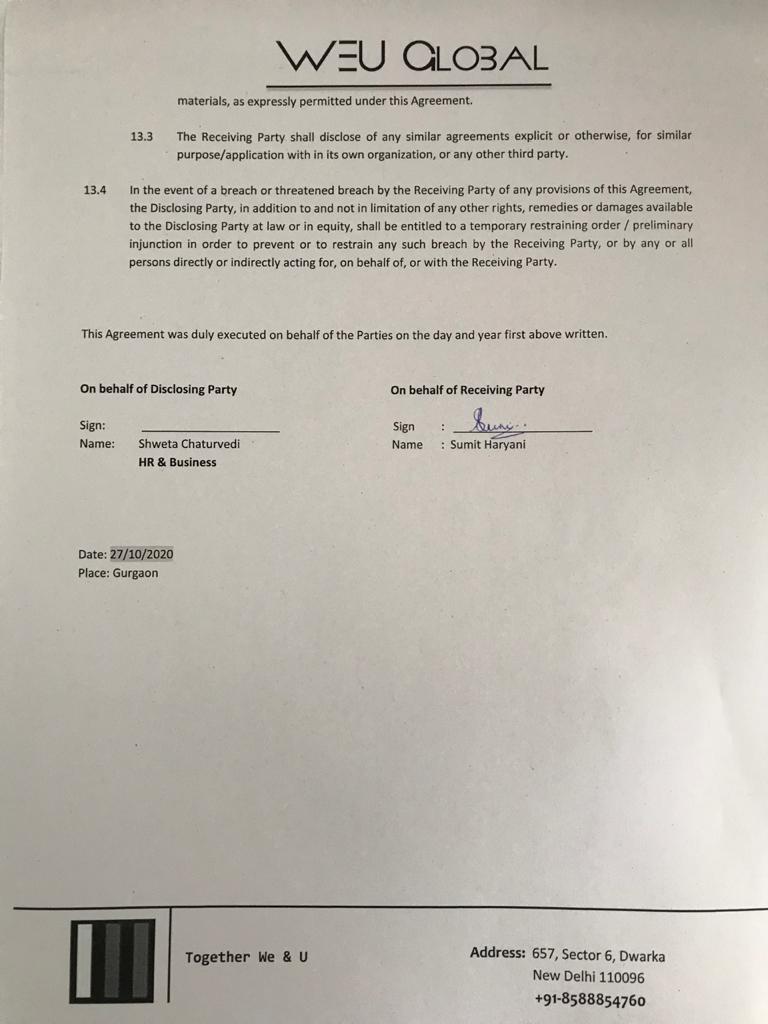 WEU GLOBAL
materials, as expressly permitted under this Agreement.
13.3 The Receiving Party shall disclose of any similar agreements explicit or otherwise, for similar
purpose/application with in its own organization, or any other third party.
13.4 In the event of a breach or threatened breach by the Receiving Party of any provisions of this Agreement,
the Disclosing Party, in addition to and not in limitation of any other rights, remedies or damages available
to the Disclosing Party at law or in equity, shall be entitled to a temporary restraining order / preliminary
injunction in order to prevent or to restrain any such breach by the Receiving Party, or by any or all
persons directly or indirectly acting for, on behalf of, or with the Receiving Party.
This Agreement was duly executed on behalf of the Parties on the day and year first above written.
On behalf of Disclosing Party
Sign:
Name: Shweta Chaturvedi
HR & Business
On behalf of Receiving Party
Sign :
Name : Sumit Haryani
Date: 27/10/2020
Place: Gurgaon
Together We & U
Address: 657, Sector 6, Dwarka
New Delhi 110096
+91-8588854760